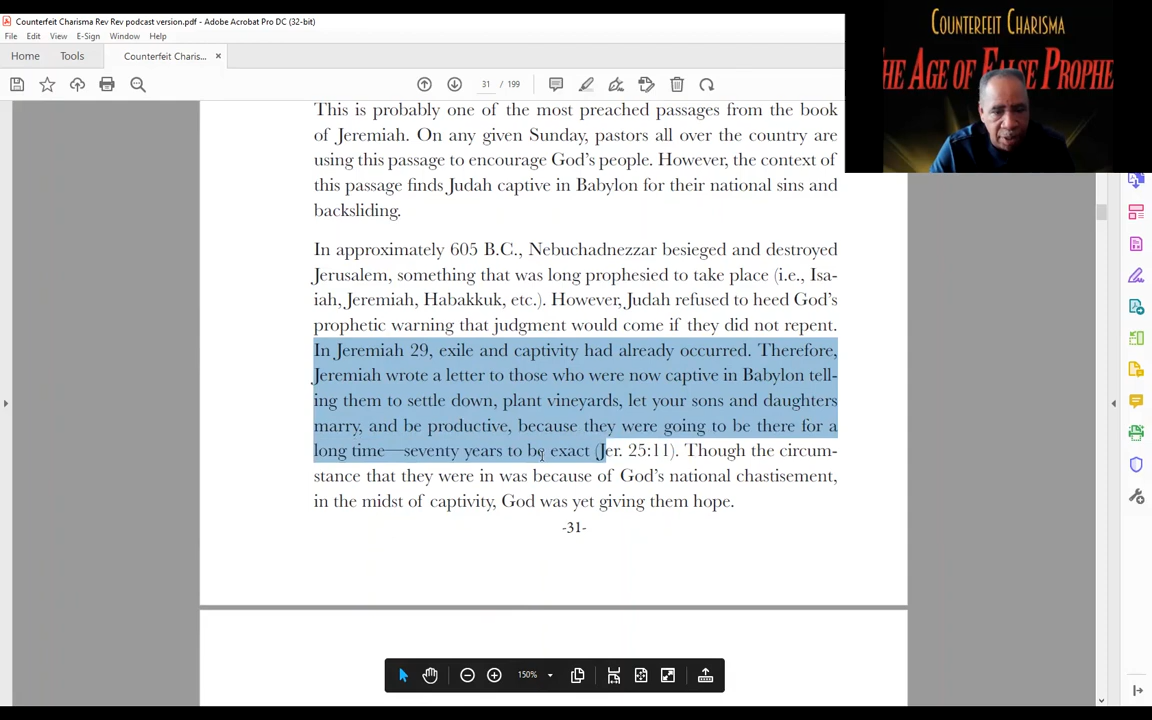 Counterfeit Charisma Rev Rev podcast version.pdf - Adobe Acrobat Pro DC (32-bit)
File Edit View E-Sign Window Help
Home Tools Counterfeit Charis... ×
31 / 199
COUNTERFEIT CHARISMA
HE AGE OF FALSE PROPHE
This is probably one of the most preached passages from the book
of Jeremiah. On any given Sunday, pastors all over the country are
using this passage to encourage God's people. However, the context of
this passage finds Judah captive in Babylon for their national sins and
backsliding.
In approximately 605 B.C., Nebuchadnezzar besieged and destroyed
Jerusalem, something that was long prophesied to take place (i.e., Isa-
iah, Jeremiah, Habakkuk, etc.). However, Judah refused to heed God's
prophetic warning that judgment would come if they did not repent.
In Jeremiah 29, exile and captivity had already occurred. Therefore,
Jeremiah wrote a letter to those who were now captive in Babylon tell-
ing them to settle down, plant vineyards, let your sons and daughters
marry, and be productive, because they were going to be there for a
long time—seventy years to be exact (Jer. 25:11). Though the circum-
stance that they were in was because of God's national chastisement,
in the midst of captivity, God was yet giving them hope.
-31-
150%